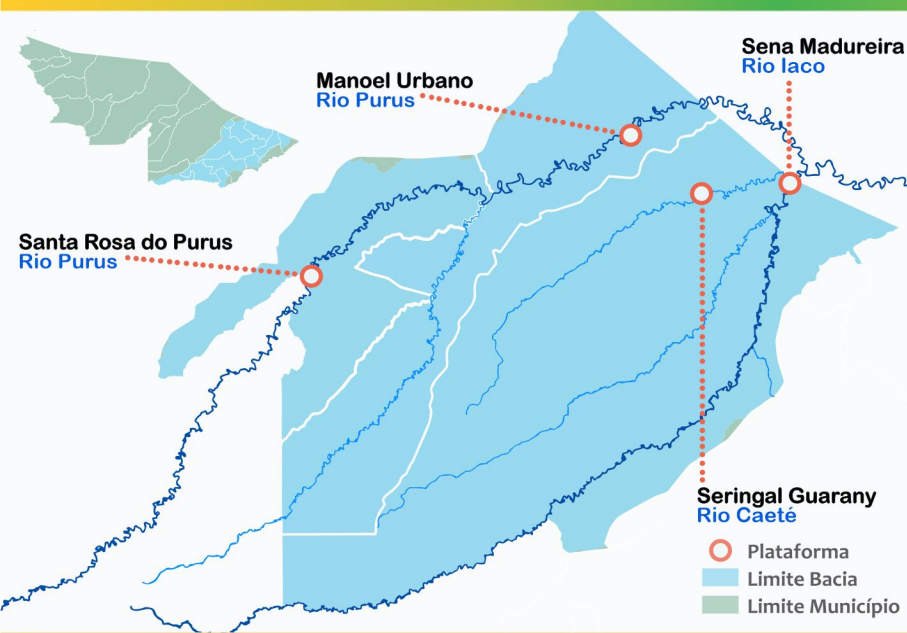 Sena Madureira
Rio Iaco
Manoel Urbano
Rio Purus
Santa Rosa do Purus
Rio Purus
Seringal Guarany
Rio Caeté
Plataforma
Limite Bacia
Limite Município